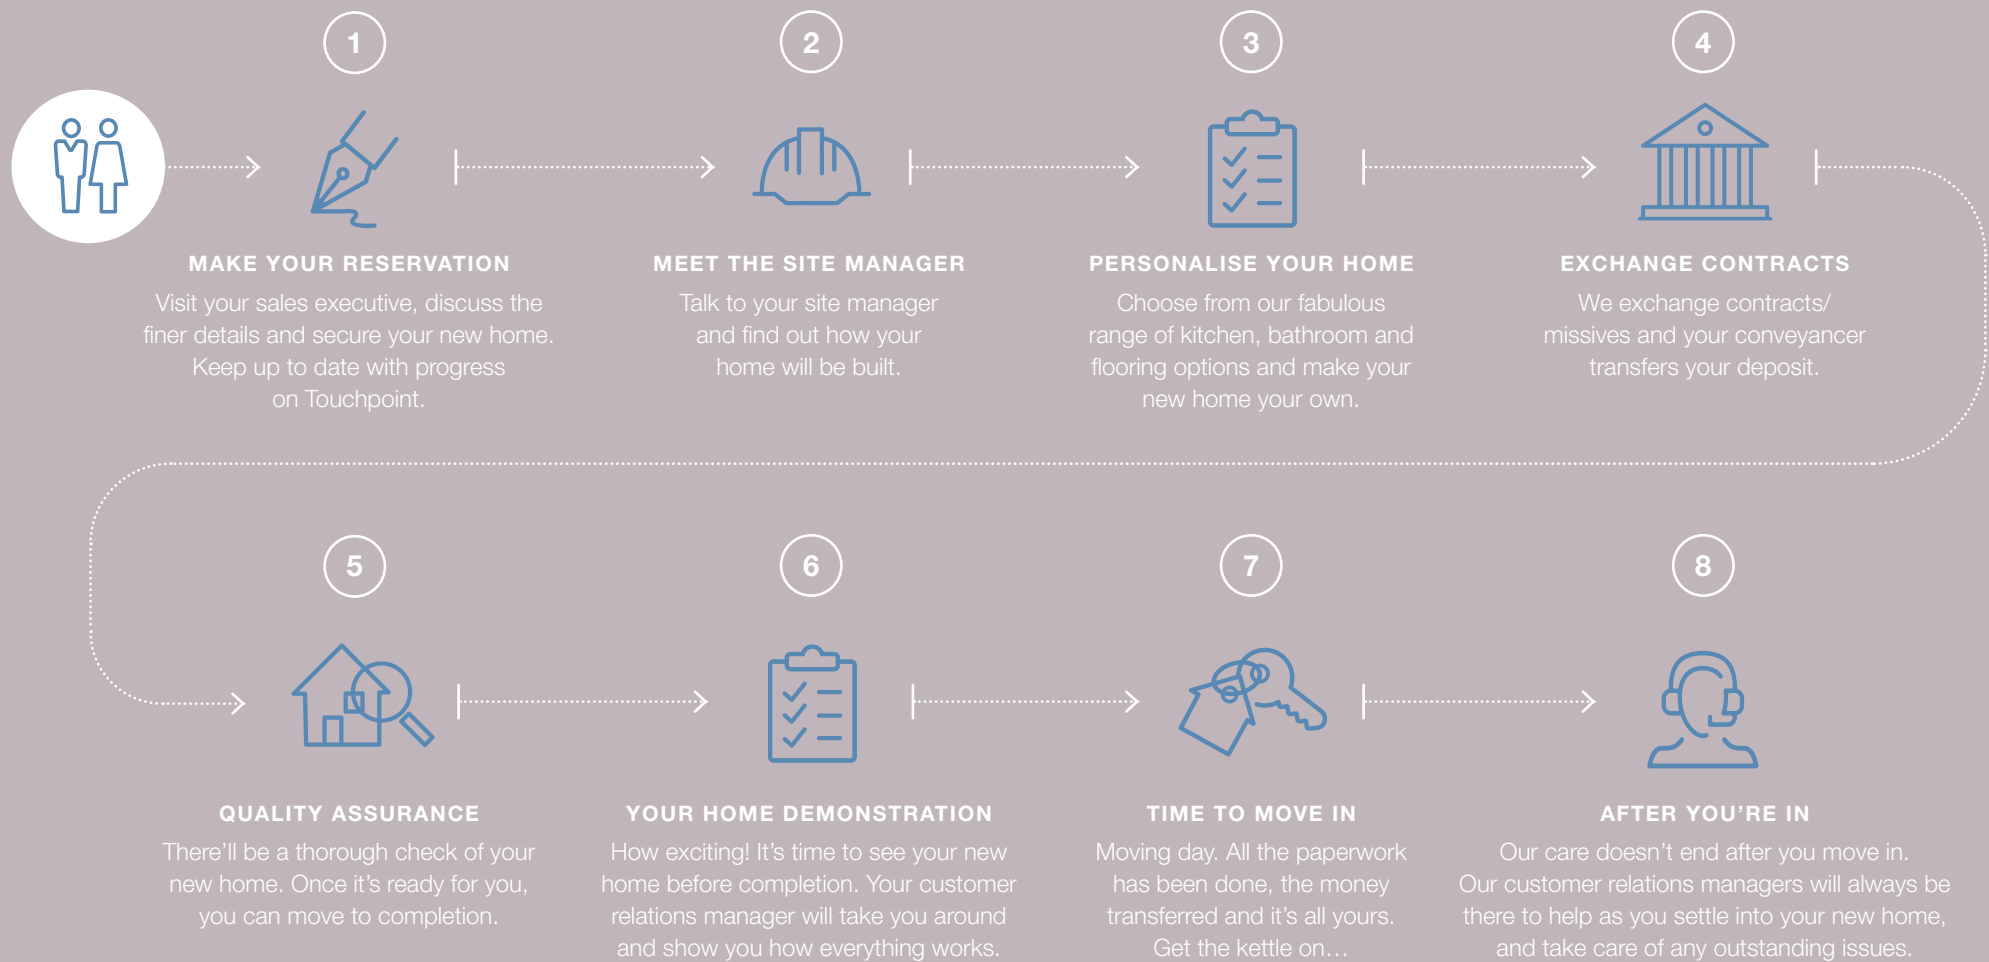 1
MAKE YOUR RESERVATION
Visit your sales executive, discuss the
finer details and secure your new home.
Keep up to date with progress
on Touchpoint.
2
MEET THE SITE MANAGER
Talk to your site manager
and find out how your
home will be built.
3
PERSONALISE YOUR HOME
Choose from our fabulous
range of kitchen, bathroom and
flooring options and make your
new home your own.
4
EXCHANGE CONTRACTS
We exchange contracts/
missives and your conveyancer
transfers your deposit.
5
QUALITY ASSURANCE
There’ll be a thorough check of your
new home. Once it’s ready for you,
you can move to completion.
6
YOUR HOME DEMONSTRATION
How exciting! It’s time to see your new
home before completion. Your customer
relations manager will take you around
and show you how everything works.
7
TIME TO MOVE IN
Moving day. All the paperwork
has been done, the money
transferred and it’s all yours.
Get the kettle on…
8
AFTER YOU’RE IN
Our care doesn’t end after you move in.
Our customer relations managers will always be
there to help as you settle into your new home,
and take care of any outstanding issues.